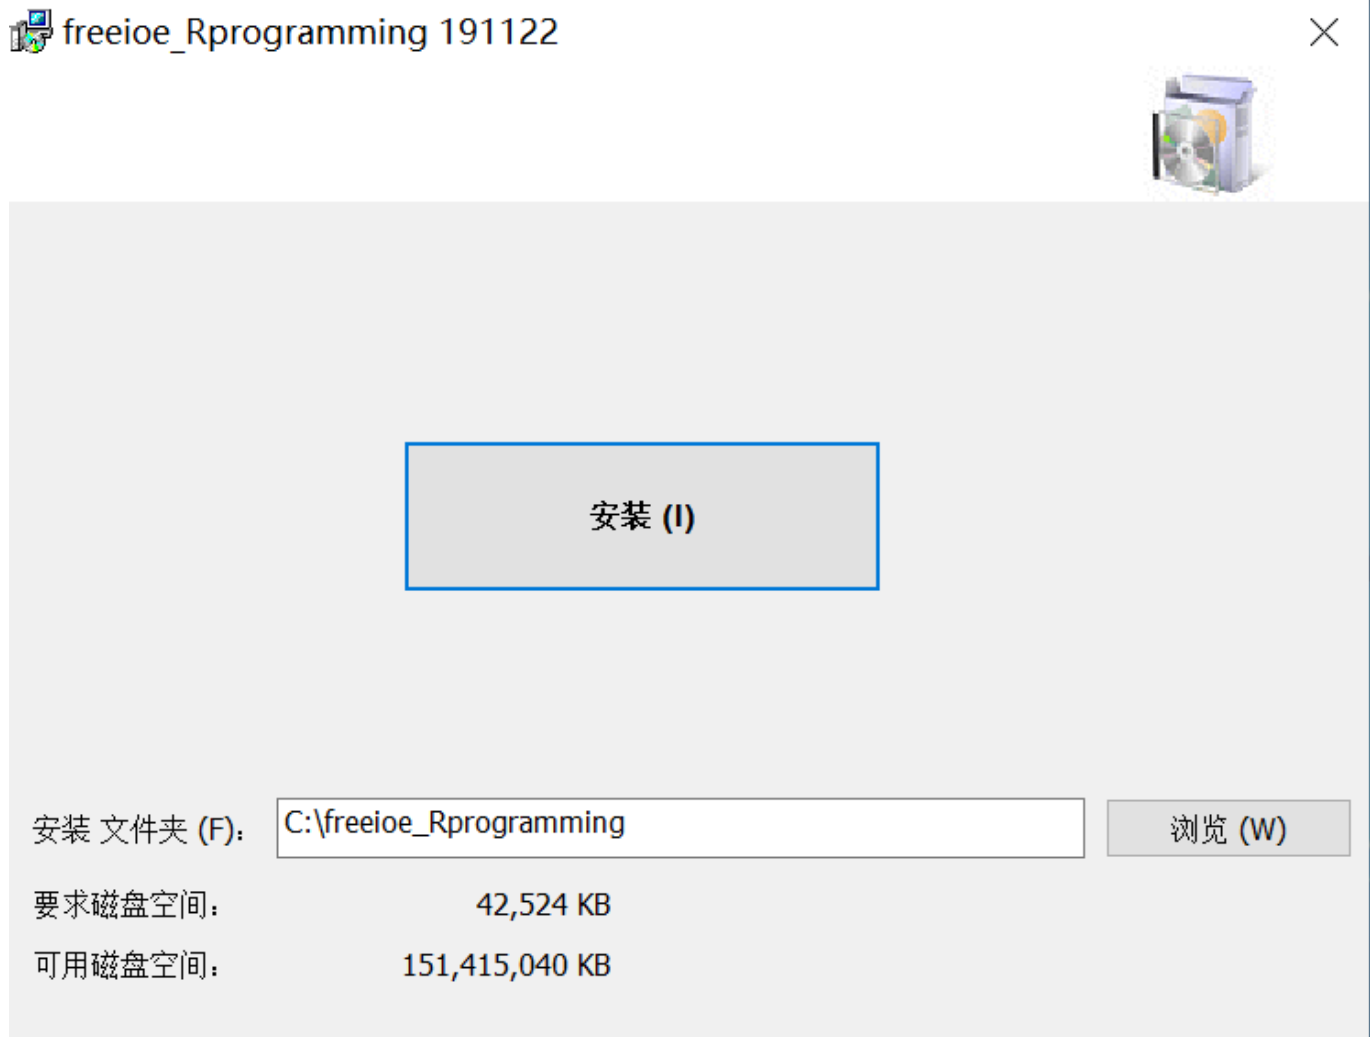 freeioe_Rprogramming 191122
安装 (I)
安装 文件夹 (F): C:\freeioe_Rprogramming 浏览 (W)
要求磁盘空间: 42,524 KB
可用磁盘空间: 151,415,040 KB